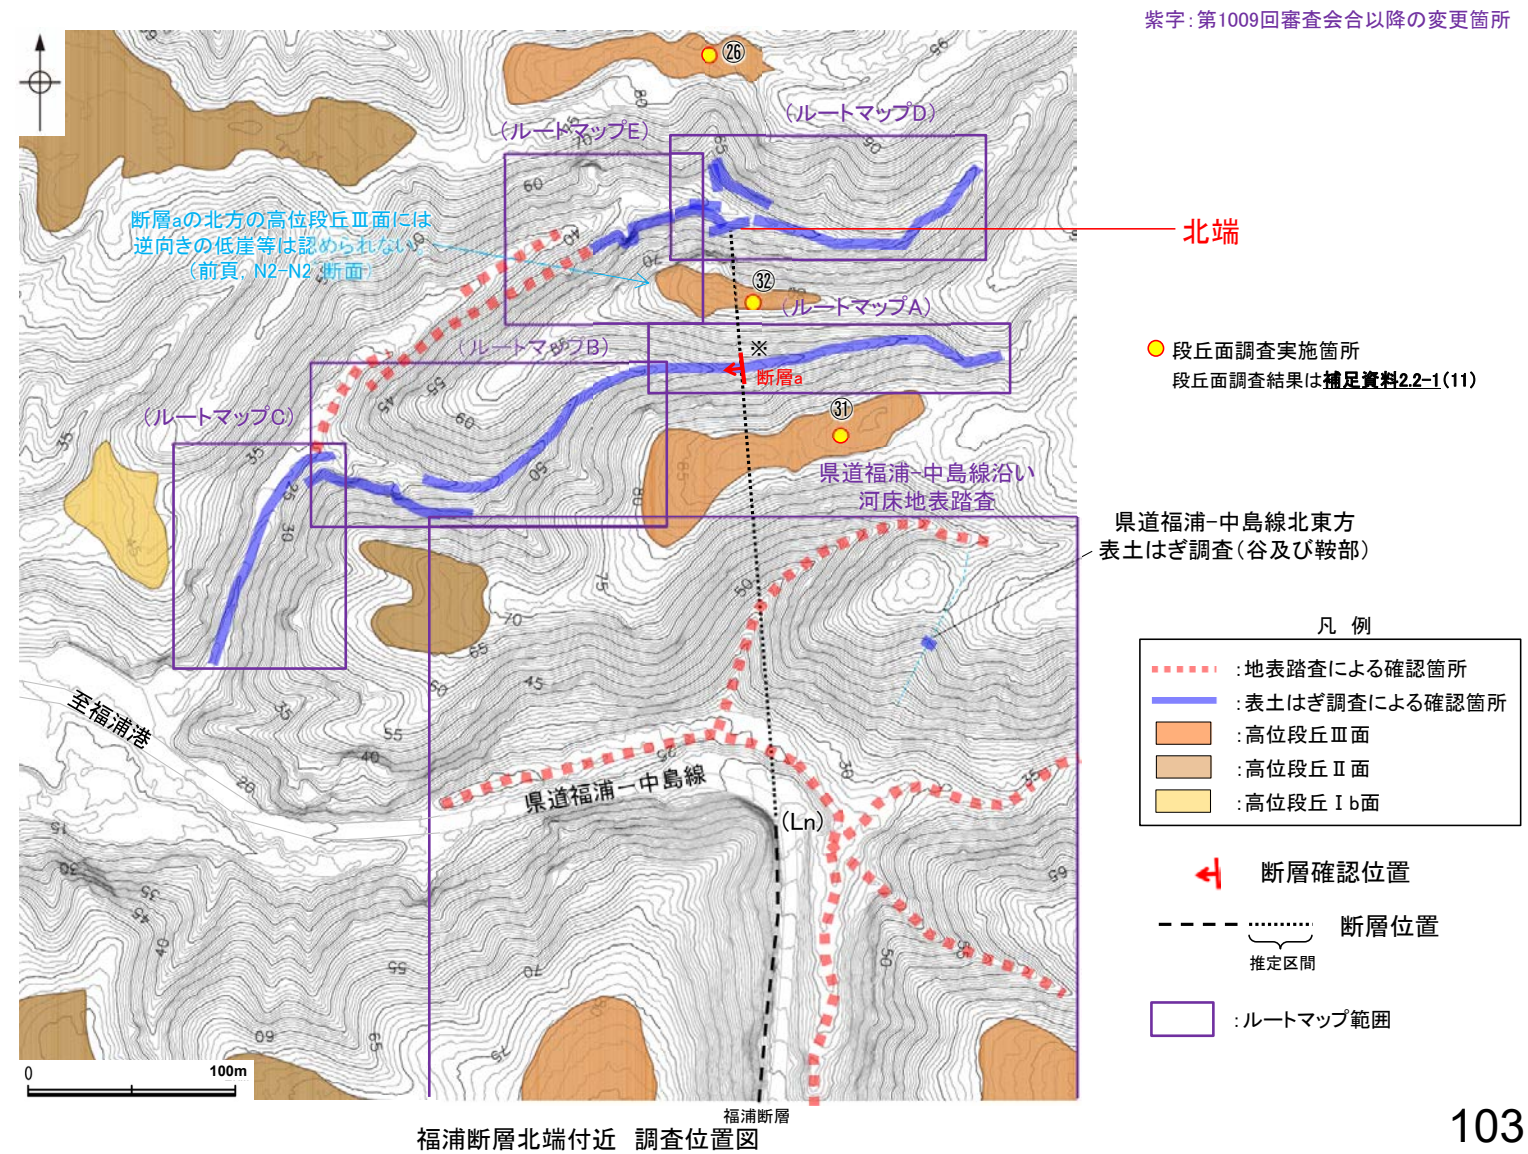 紫字：第1009回審査会合以降の変更箇所
㉖
（ルートマップD）
（ルートマップE）
断層aの北方の高位段丘Ⅲ面には
逆向きの低崖等は認められない。
（前頁，N2-N2´断面）
北端
㉜
（ルートマップA）
（ルートマップB）
※
断層a
段丘面調査実施箇所
段丘面調査結果は補足資料2.2-1(11)
（ルートマップC）
㉛
県道福浦-中島線沿い
河床地表踏査
県道福浦-中島線北東方
表土はぎ調査（谷及び鞍部）
凡 例
：地表踏査による確認箇所
：表土はぎ調査による確認箇所
：高位段丘Ⅲ面
：高位段丘Ⅱ面
：高位段丘Ⅰb面
至福浦港
県道福浦ー中島線
(Ln)
断層確認位置
断層位置
推定区間
：ルートマップ範囲
0
100m
福浦断層
福浦断層北端付近 調査位置図
103